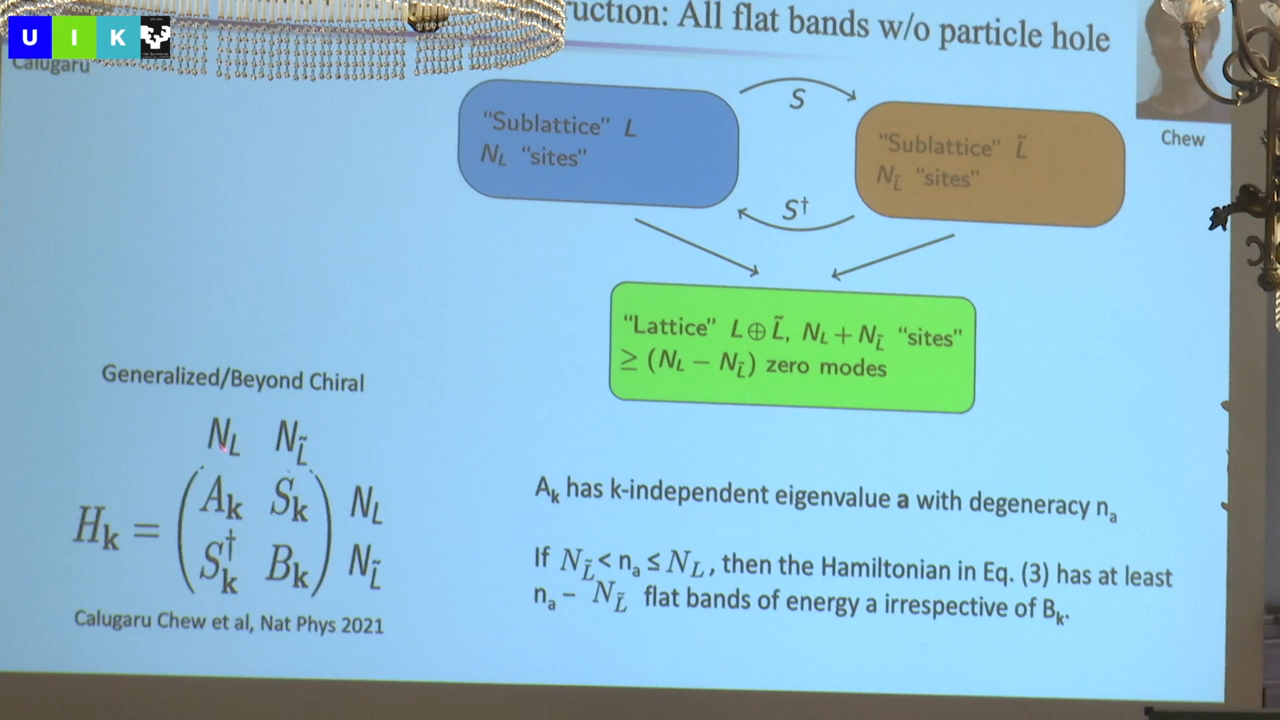 UIK
uction: All flat bands w/o particle hole
Calugaru
"Sublattice" L
N_L "sites"
S
"Sublattice" L̃
N_L̃ "sites"
Chew
S†
"Lattice" L⊕L̃, N_L + N_L̃ "sites"
≥ (N_L − N_L̃) zero modes
Generalized/Beyond Chiral
N_L N_L̃
H_k = ( A_k S_k ) N_L
( S†_k B_k ) N_L̃
Calugaru Chew et al, Nat Phys 2021
A_k has k-independent eigenvalue a with degeneracy n_a
If N_L̃ < n_a ≤ N_L, then the Hamiltonian in Eq. (3) has at least
n_a − N_L̃ flat bands of energy a irrespective of B_k.